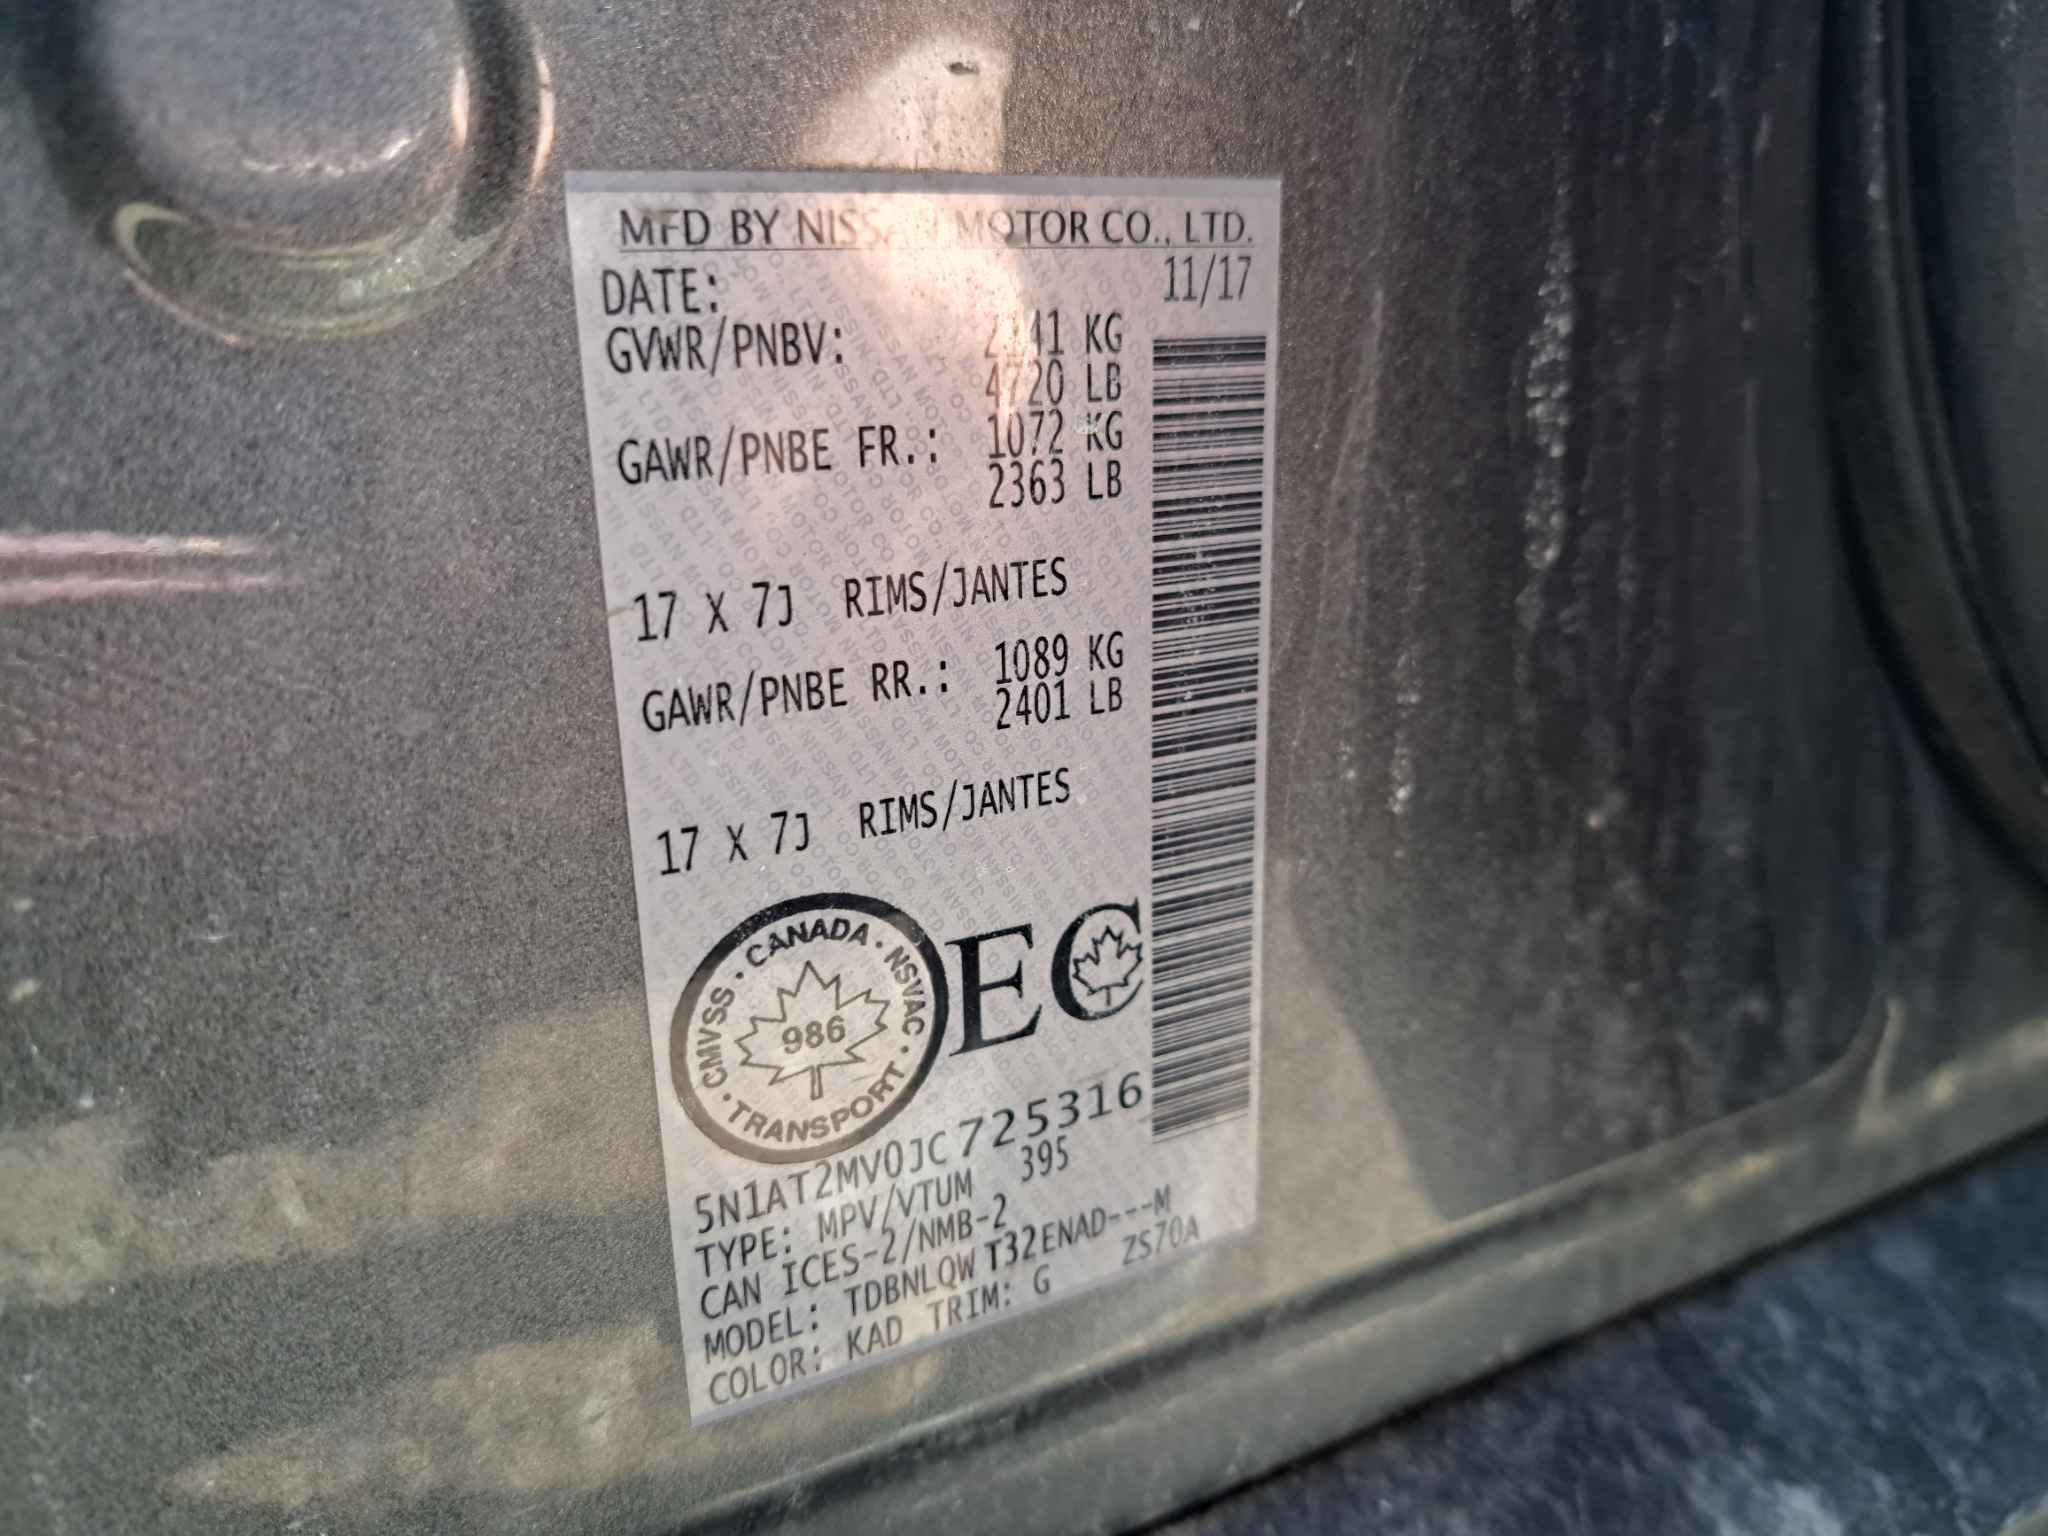 MFD BY NISSAN MOTOR CO., LTD.
DATE: 11/17
GVWR/PNBV: 2141 KG
4720 LB
GAWR/PNBE FR.: 1072 KG
2363 LB
17 X 7J RIMS/JANTES
GAWR/PNBE RR.: 1089 KG
2401 LB
17 X 7J RIMS/JANTES
CMVSS · CANADA · NSVAC · TRANSPORT ·
986
EC
5N1AT2MV0JC725316
TYPE: MPV/VTUM 395
CAN ICES-2/NMB-2
MODEL: TDBNLQW T32ENAD---M
COLOR: KAD TRIM: G ZS70A